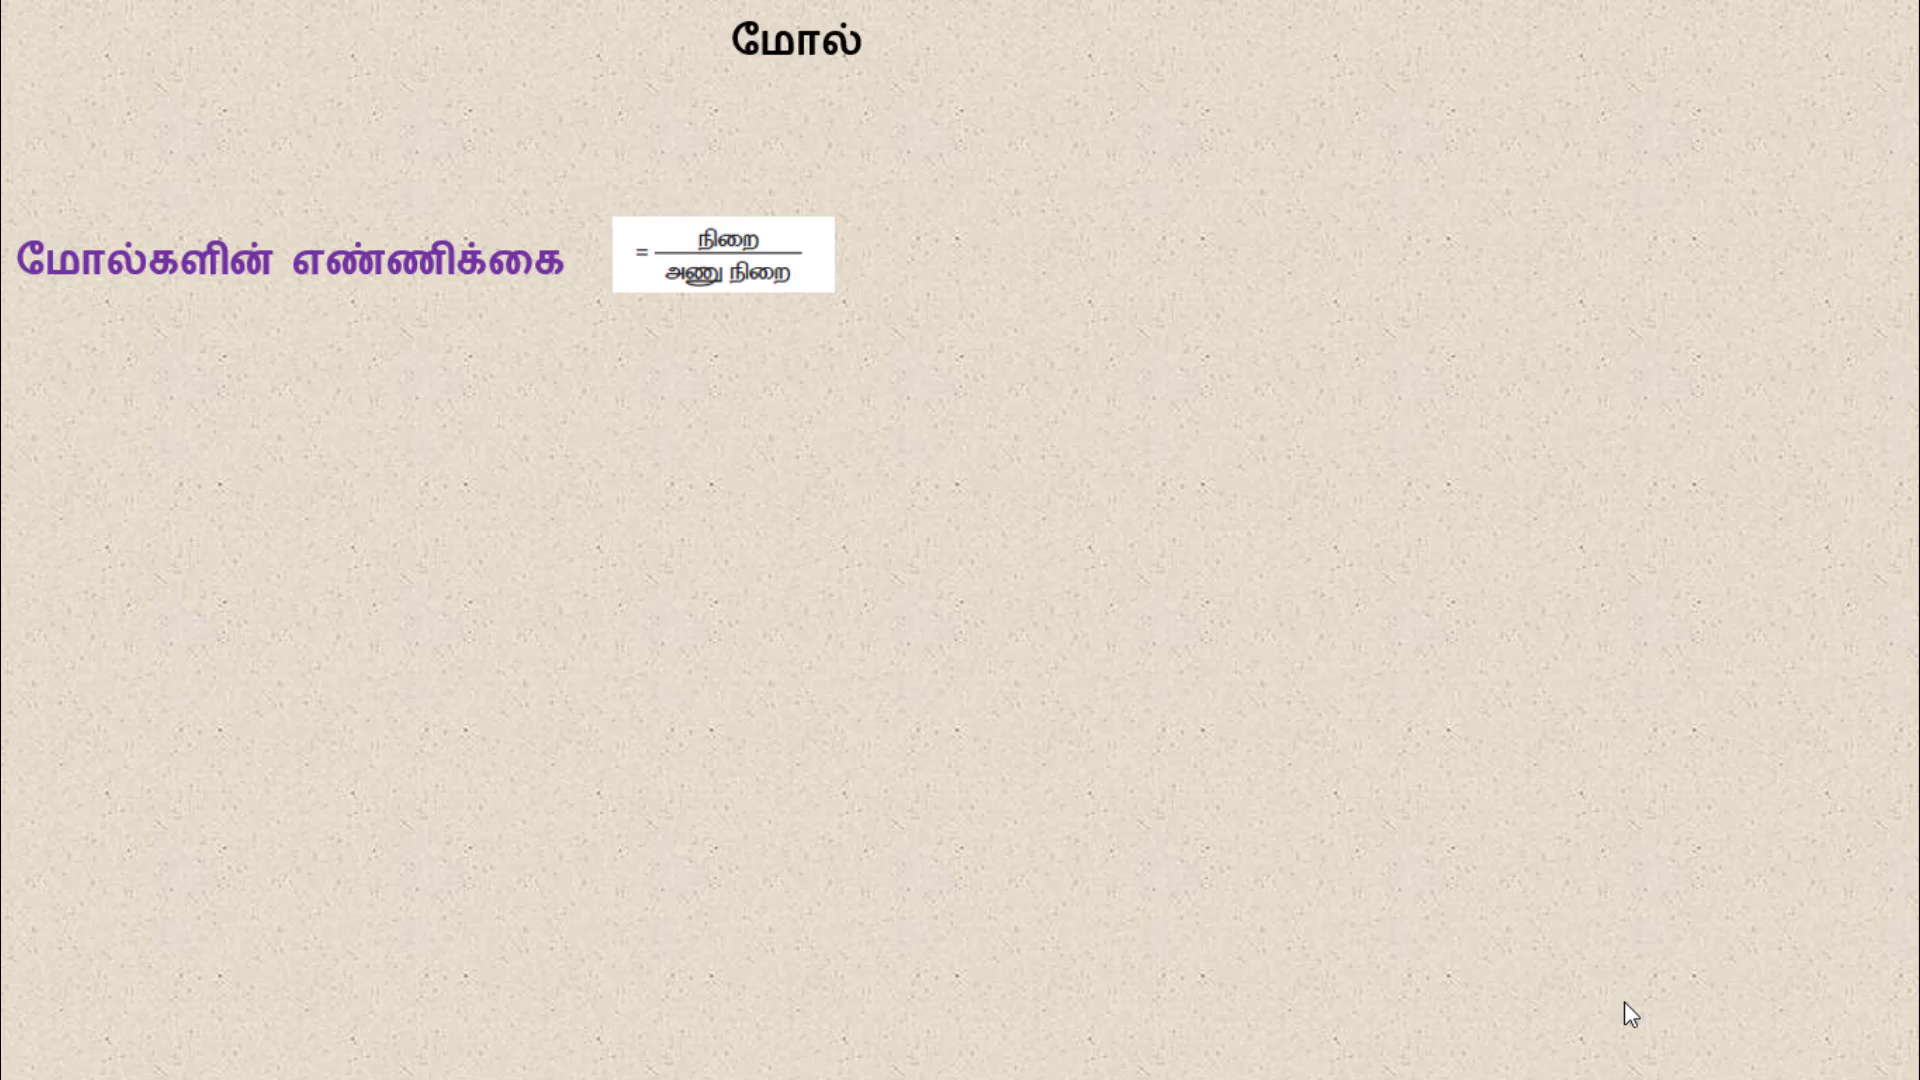 மோல்
மோல்களின் எண்ணிக்கை = நிறை / அணு நிறை